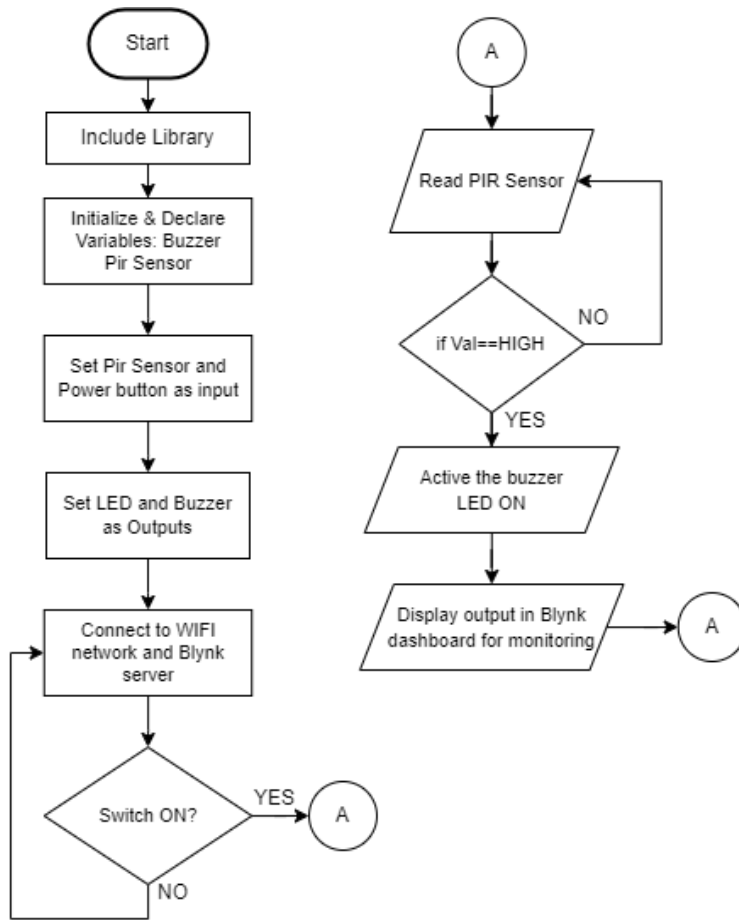 Start
Include Library
Initialize & Declare
Variables: Buzzer
Pir Sensor
Set Pir Sensor and
Power button as input
Set LED and Buzzer
as Outputs
Connect to WIFI
network and Blynk
server
Switch ON?
YES
A
NO
A
Read PIR Sensor
if Val==HIGH
NO
YES
Active the buzzer
LED ON
Display output in Blynk
dashboard for monitoring
A